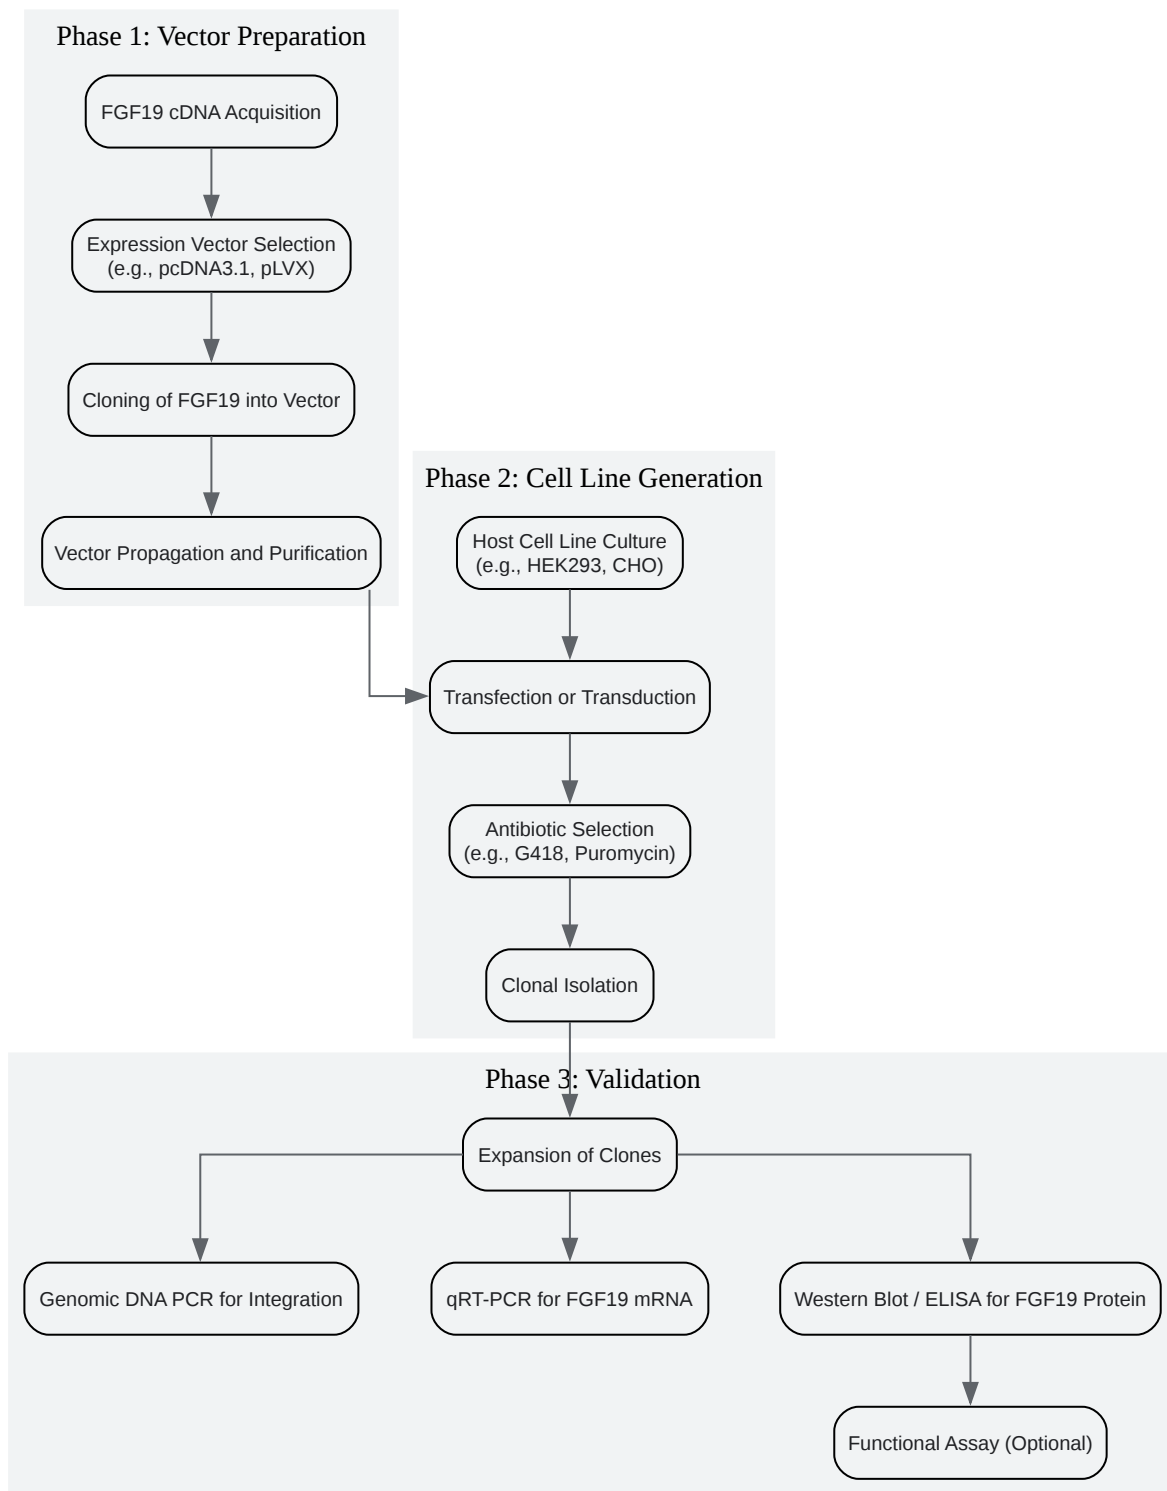 Phase 1: Vector Preparation
FGF19 cDNA Acquisition
Expression Vector Selection
(e.g., pcDNA3.1, pLVX)
Cloning of FGF19 into Vector
Vector Propagation and Purification
Phase 2: Cell Line Generation
Host Cell Line Culture
(e.g., HEK293, CHO)
Transfection or Transduction
Antibiotic Selection
(e.g., G418, Puromycin)
Clonal Isolation
Phase 3: Validation
Expansion of Clones
Genomic DNA PCR for Integration
qRT-PCR for FGF19 mRNA
Western Blot / ELISA for FGF19 Protein
Functional Assay (Optional)